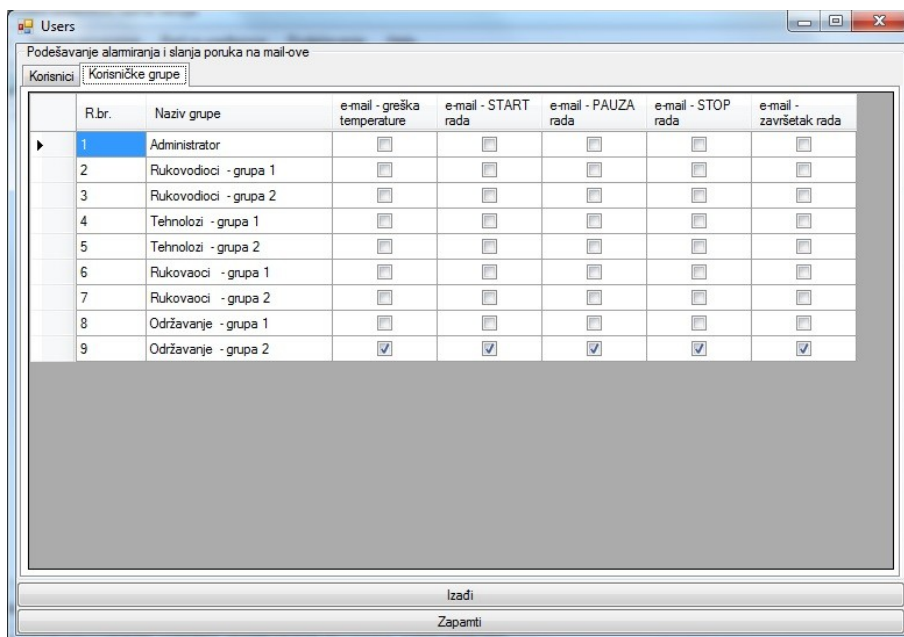 Users
Podešavanje alarmiranja i slanja poruka na mail-ove
Korisnici Korisničke grupe
R.br. Naziv grupe e-mail - greška temperature e-mail - START rada e-mail - PAUZA rada e-mail - STOP rada e-mail - završetak rada
1 Administrator
2 Rukovodioci - grupa 1
3 Rukovodioci - grupa 2
4 Tehnolozi - grupa 1
5 Tehnolozi - grupa 2
6 Rukovaoci - grupa 1
7 Rukovaoci - grupa 2
8 Održavanje - grupa 1
9 Održavanje - grupa 2
Izađi
Zapamti